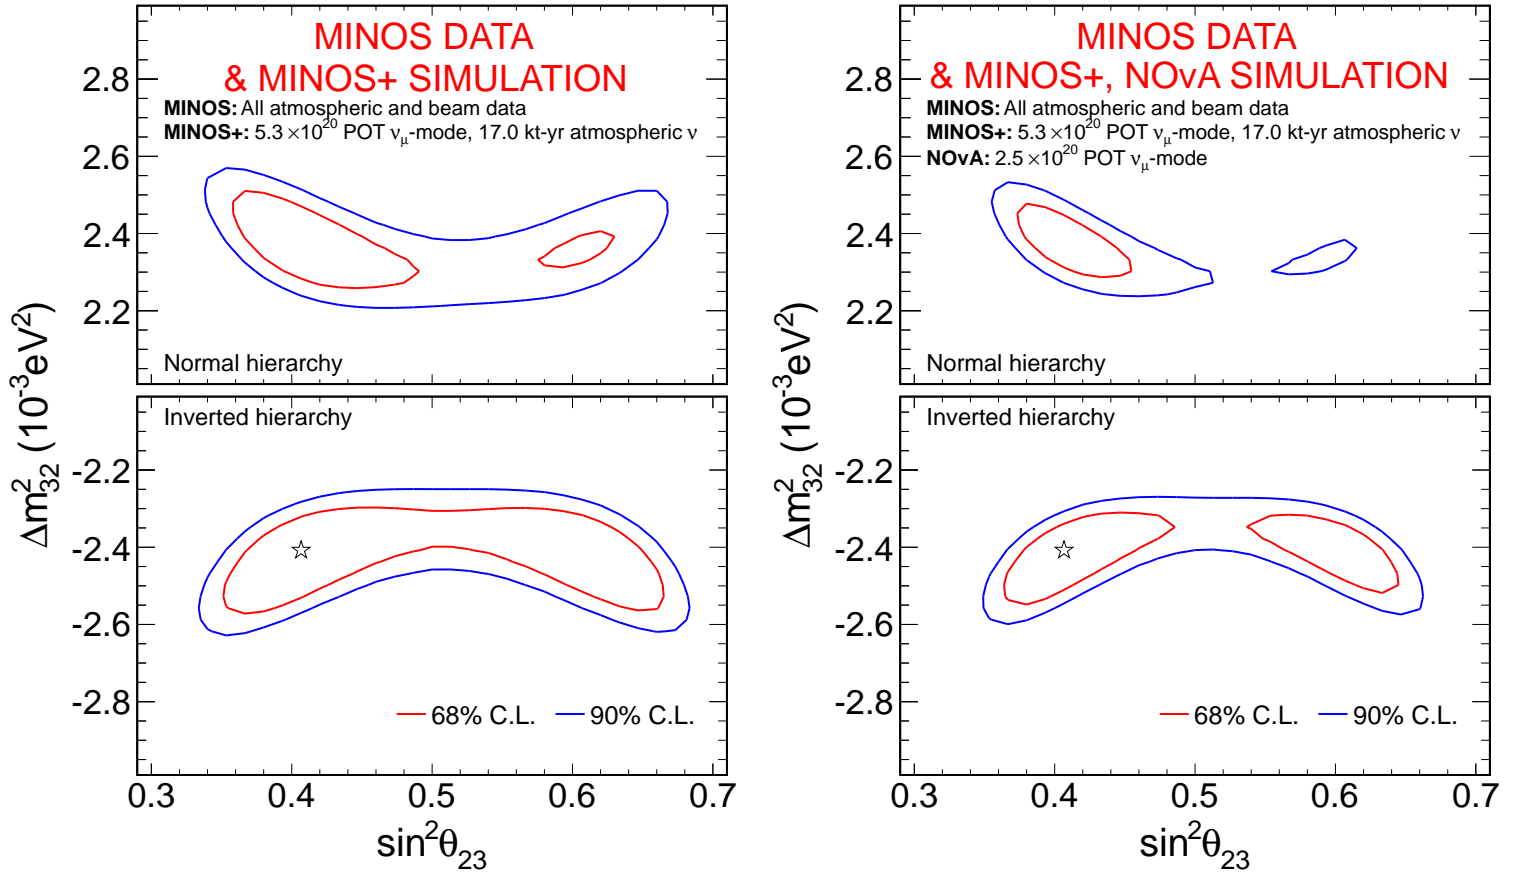 MINOS DATA
& MINOS+ SIMULATION
MINOS: All atmospheric and beam data
MINOS+: 5.3 ×10^20 POT ν_μ-mode, 17.0 kt-yr atmospheric ν
2.8
2.6
2.4
2.2
Normal hierarchy
Inverted hierarchy
-2.2
-2.4
-2.6
-2.8
68% C.L. 90% C.L.
0.3 0.4 0.5 0.6 0.7
sin²θ₂₃
Δm²₃₂ (10⁻³eV²)
MINOS DATA
& MINOS+, NOvA SIMULATION
MINOS: All atmospheric and beam data
MINOS+: 5.3 ×10^20 POT ν_μ-mode, 17.0 kt-yr atmospheric ν
NOvA: 2.5 ×10^20 POT ν_μ-mode
2.8
2.6
2.4
2.2
Normal hierarchy
Inverted hierarchy
-2.2
-2.4
-2.6
-2.8
68% C.L. 90% C.L.
0.3 0.4 0.5 0.6 0.7
sin²θ₂₃
Δm²₃₂ (10⁻³eV²)